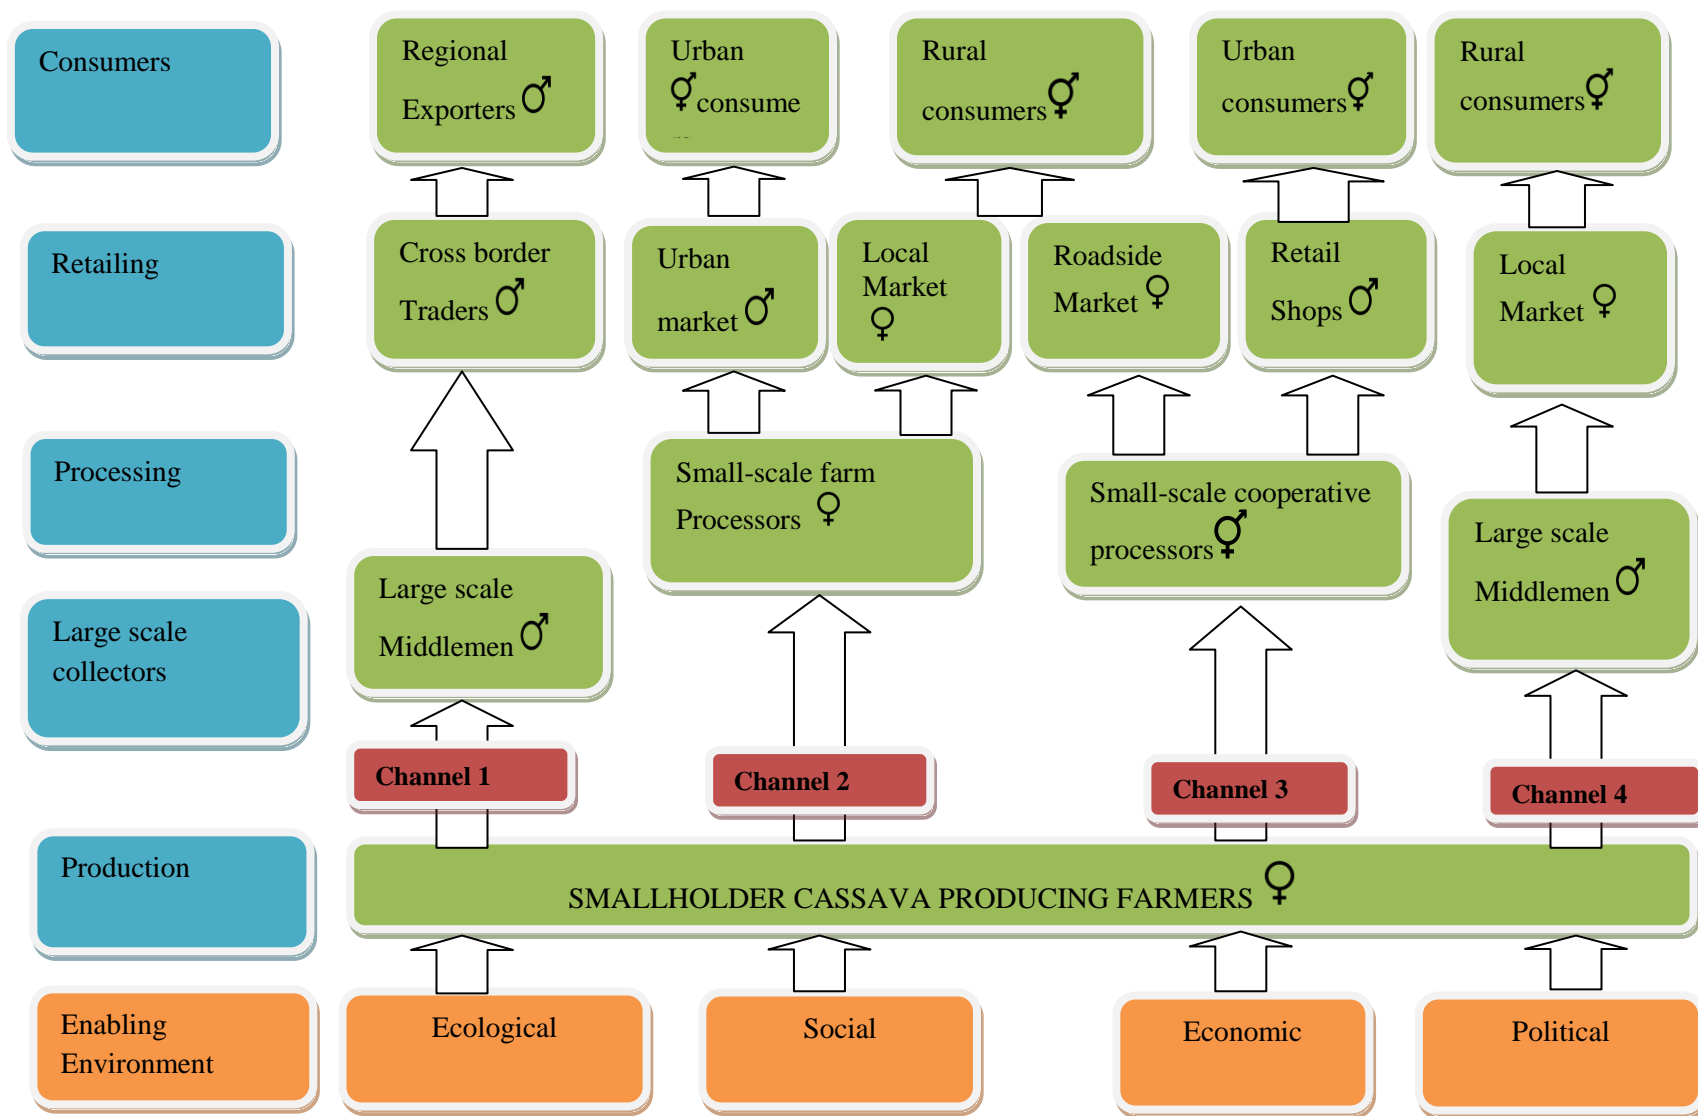 Consumers
Regional
Exporters ♂
Urban
⚥ consume
Rural
consumers ⚥
Urban
consumers ⚥
Rural
consumers ⚥
Retailing
Cross border
Traders ♂
Urban
market ♂
Local
Market
♀
Roadside
Market ♀
Retail
Shops ♂
Local
Market ♀
Processing
Small-scale farm
Processors ♀
Small-scale cooperative
processors ⚥
Large scale
Middlemen ♂
Large scale
collectors
Large scale
Middlemen ♂
Channel 1
Channel 2
Channel 3
Channel 4
Production
SMALLHOLDER CASSAVA PRODUCING FARMERS ♀
Enabling
Environment
Ecological
Social
Economic
Political